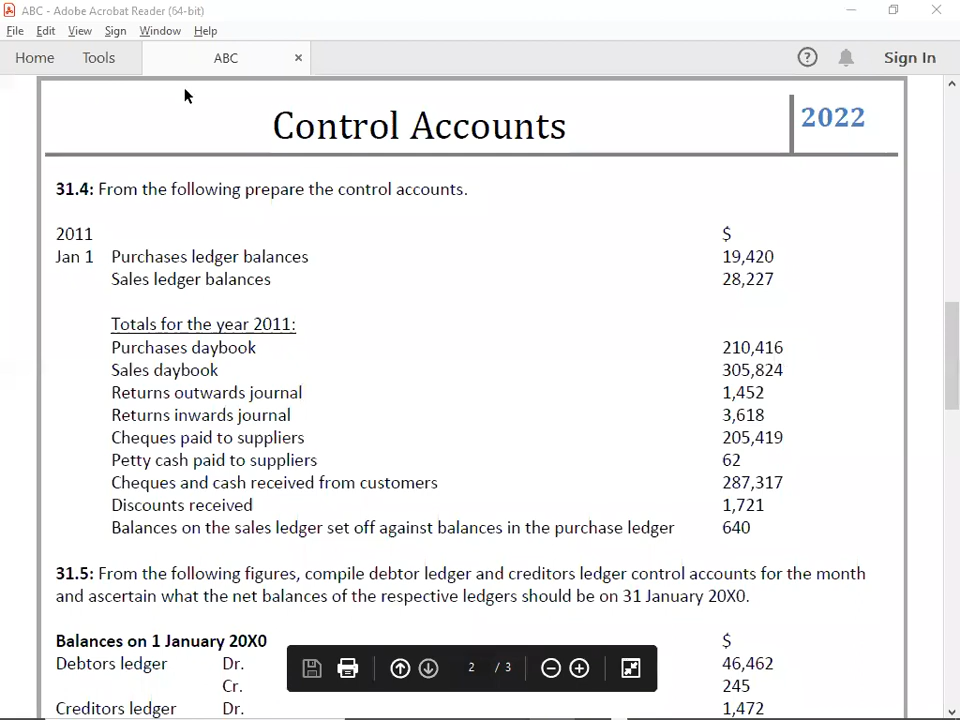 ABC - Adobe Acrobat Reader (64-bit)
File Edit View Sign Window Help
Home Tools ABC × ? Sign In
Control Accounts 2022
31.4: From the following prepare the control accounts.
2011 $
Jan 1 Purchases ledger balances 19,420
Sales ledger balances 28,227
Totals for the year 2011:
Purchases daybook 210,416
Sales daybook 305,824
Returns outwards journal 1,452
Returns inwards journal 3,618
Cheques paid to suppliers 205,419
Petty cash paid to suppliers 62
Cheques and cash received from customers 287,317
Discounts received 1,721
Balances on the sales ledger set off against balances in the purchase ledger 640
31.5: From the following figures, compile debtor ledger and creditors ledger control accounts for the month
and ascertain what the net balances of the respective ledgers should be on 31 January 20X0.
Balances on 1 January 20X0 $
Debtors ledger Dr. 46,462
Cr. 245
Creditors ledger Dr. 1,472
2 / 3